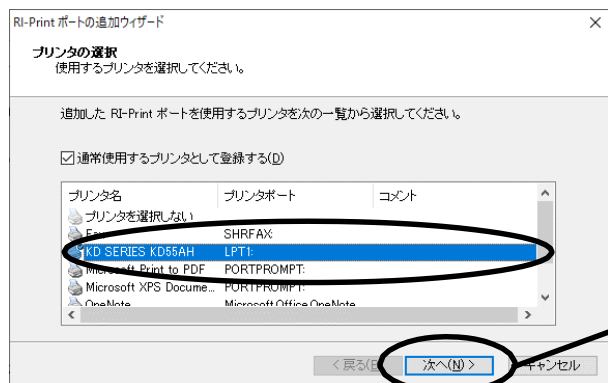 RI-Print ポートの追加ウィザード
プリンタの選択
使用するプリンタを選択してください。
追加した RI-Print ポートを使用するプリンタを次の一覧から選択してください。
通常使用するプリンタとして登録する(D)
プリンタ名 プリンタポート コメント
プリンタを選択しない
Fax SHRFAX:
KD SERIES KD55AH LPT1:
Microsoft Print to PDF PORTPROMPT:
Microsoft XPS Docume... PORTPROMPT:
OneNote Microsoft Office OneNote
< 戻る(B) 次へ(N) > キャンセル